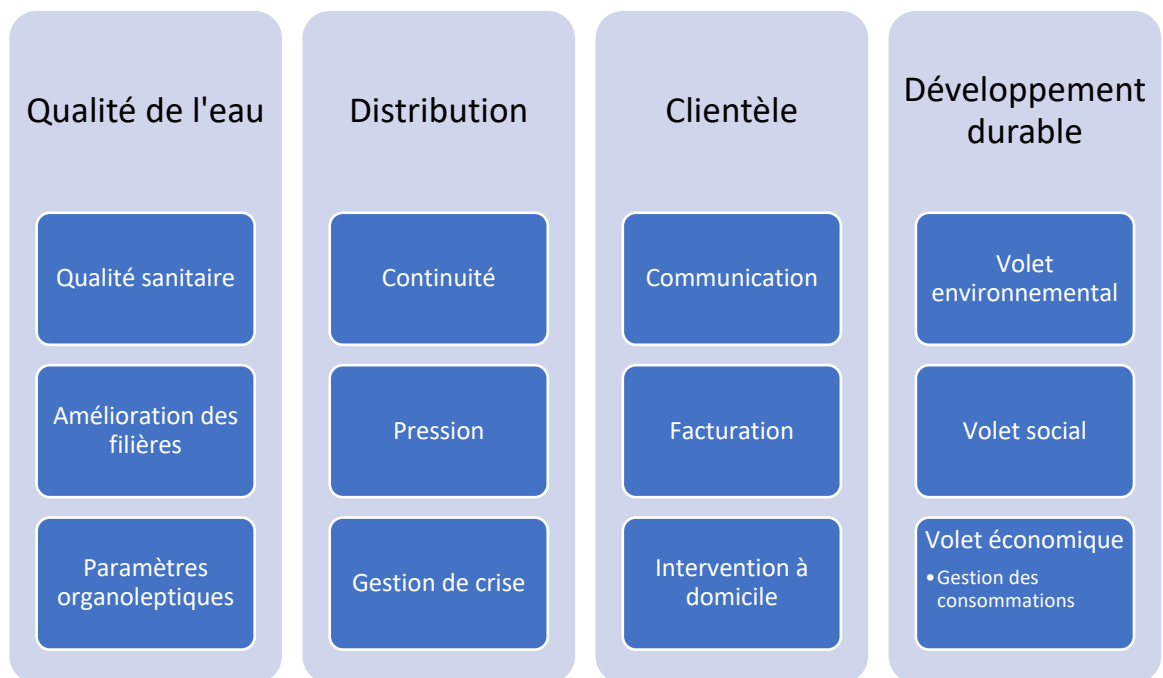 Qualité de l'eau
Qualité sanitaire
Amélioration des
filières
Paramètres
organoleptiques
Distribution
Continuité
Pression
Gestion de crise
Clientèle
Communication
Facturation
Intervention à
domicile
Développement
durable
Volet
environnemental
Volet social
Volet économique
•Gestion des
consommations